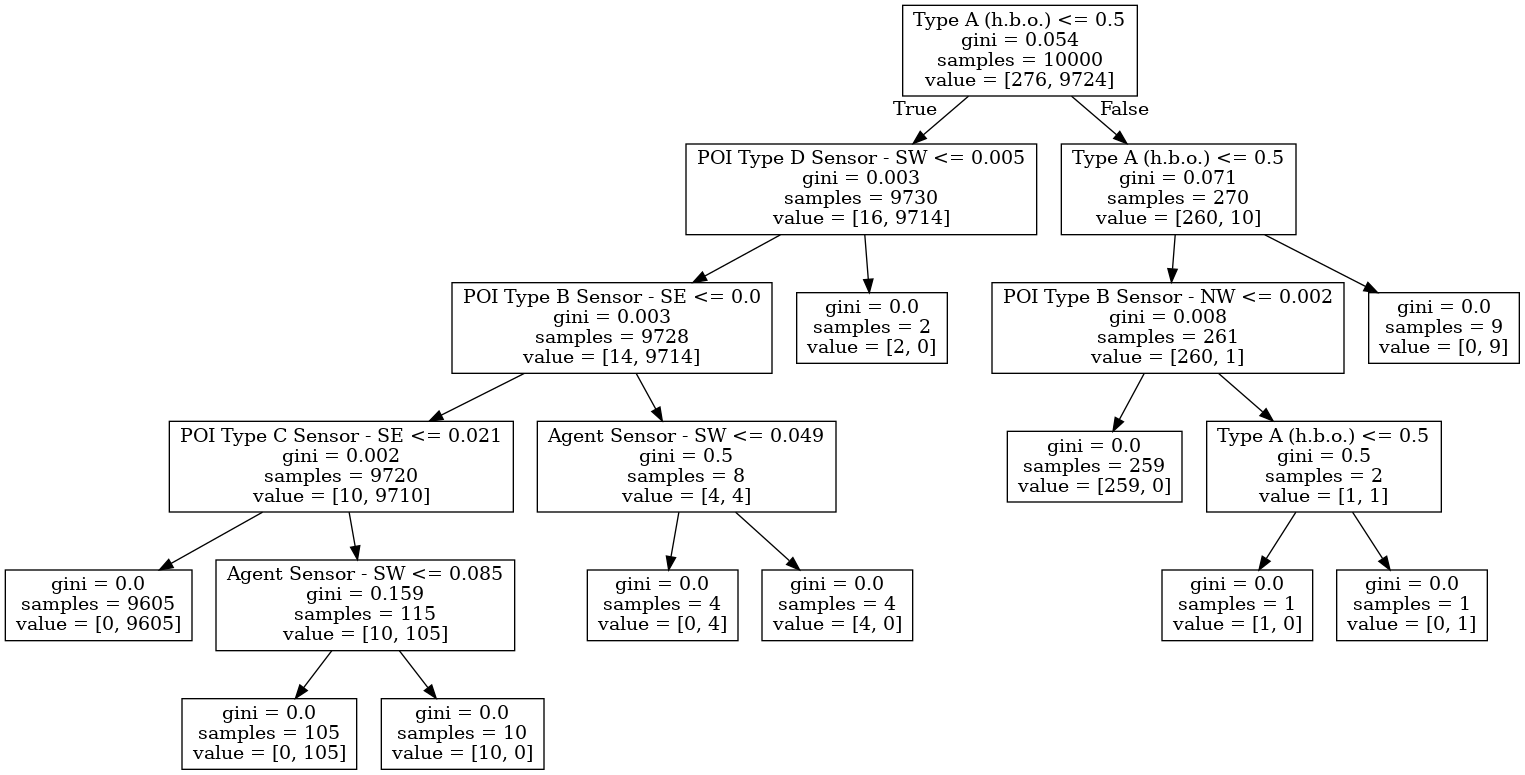 Type A (h.b.o.) <= 0.5
gini = 0.054
samples = 10000
value = [276, 9724]
True
False
POI Type D Sensor - SW <= 0.005
gini = 0.003
samples = 9730
value = [16, 9714]
Type A (h.b.o.) <= 0.5
gini = 0.071
samples = 270
value = [260, 10]
POI Type B Sensor - SE <= 0.0
gini = 0.003
samples = 9728
value = [14, 9714]
gini = 0.0
samples = 2
value = [2, 0]
POI Type B Sensor - NW <= 0.002
gini = 0.008
samples = 261
value = [260, 1]
gini = 0.0
samples = 9
value = [0, 9]
POI Type C Sensor - SE <= 0.021
gini = 0.002
samples = 9720
value = [10, 9710]
Agent Sensor - SW <= 0.049
gini = 0.5
samples = 8
value = [4, 4]
gini = 0.0
samples = 259
value = [259, 0]
Type A (h.b.o.) <= 0.5
gini = 0.5
samples = 2
value = [1, 1]
gini = 0.0
samples = 9605
value = [0, 9605]
Agent Sensor - SW <= 0.085
gini = 0.159
samples = 115
value = [10, 105]
gini = 0.0
samples = 4
value = [0, 4]
gini = 0.0
samples = 4
value = [4, 0]
gini = 0.0
samples = 1
value = [1, 0]
gini = 0.0
samples = 1
value = [0, 1]
gini = 0.0
samples = 105
value = [0, 105]
gini = 0.0
samples = 10
value = [10, 0]